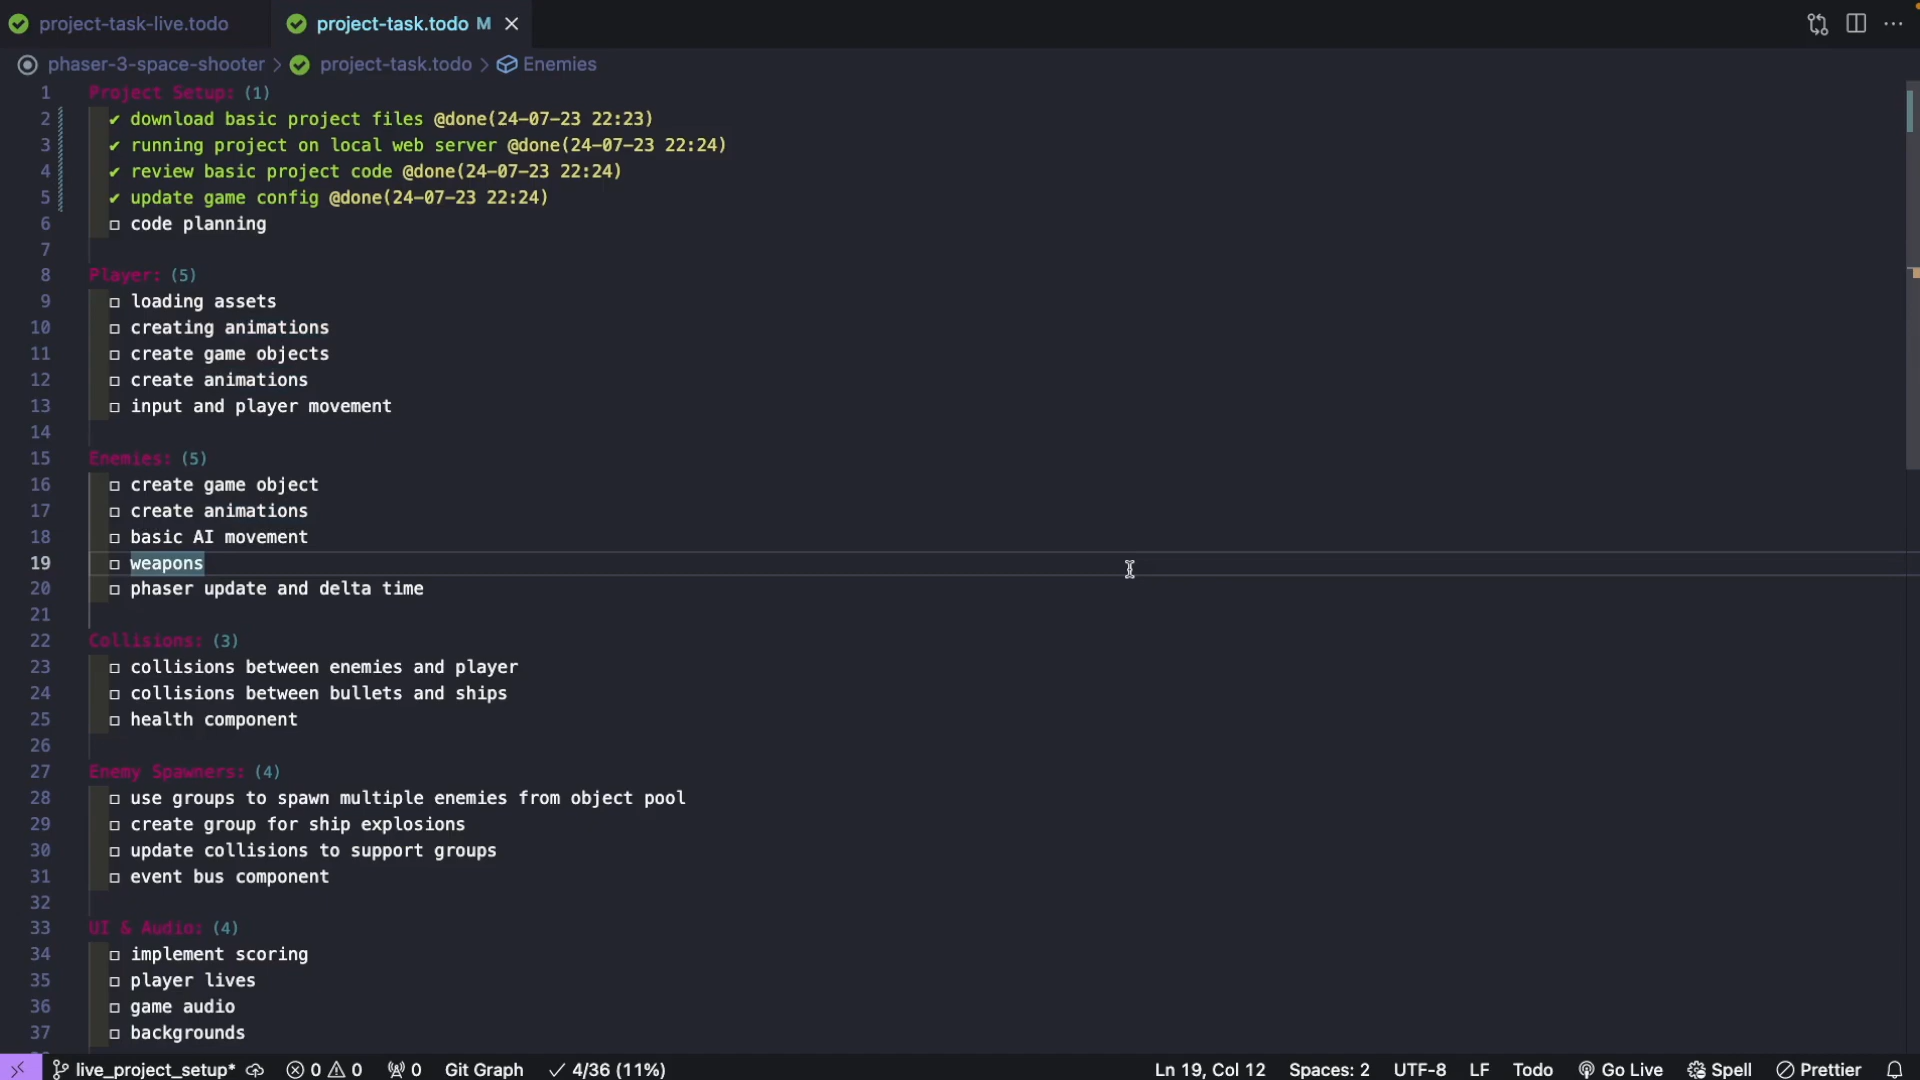 project-task-live.todo
project-task.todo M
phaser-3-space-shooter > project-task.todo > Enemies
1 Project Setup: (1)
2 ✔ download basic project files @done(24-07-23 22:23)
3 ✔ running project on local web server @done(24-07-23 22:24)
4 ✔ review basic project code @done(24-07-23 22:24)
5 ✔ update game config @done(24-07-23 22:24)
6 ☐ code planning
7
8 Player: (5)
9 ☐ loading assets
10 ☐ creating animations
11 ☐ create game objects
12 ☐ create animations
13 ☐ input and player movement
14
15 Enemies: (5)
16 ☐ create game object
17 ☐ create animations
18 ☐ basic AI movement
19 ☐ weapons
20 ☐ phaser update and delta time
21
22 Collisions: (3)
23 ☐ collisions between enemies and player
24 ☐ collisions between bullets and ships
25 ☐ health component
26
27 Enemy Spawners: (4)
28 ☐ use groups to spawn multiple enemies from object pool
29 ☐ create group for ship explosions
30 ☐ update collisions to support groups
31 ☐ event bus component
32
33 UI & Audio: (4)
34 ☐ implement scoring
35 ☐ player lives
36 ☐ game audio
37 ☐ backgrounds
live_project_setup* 0 0 0 Git Graph ✓ 4/36 (11%) Ln 19, Col 12 Spaces: 2 UTF-8 LF Todo Go Live Spell Prettier